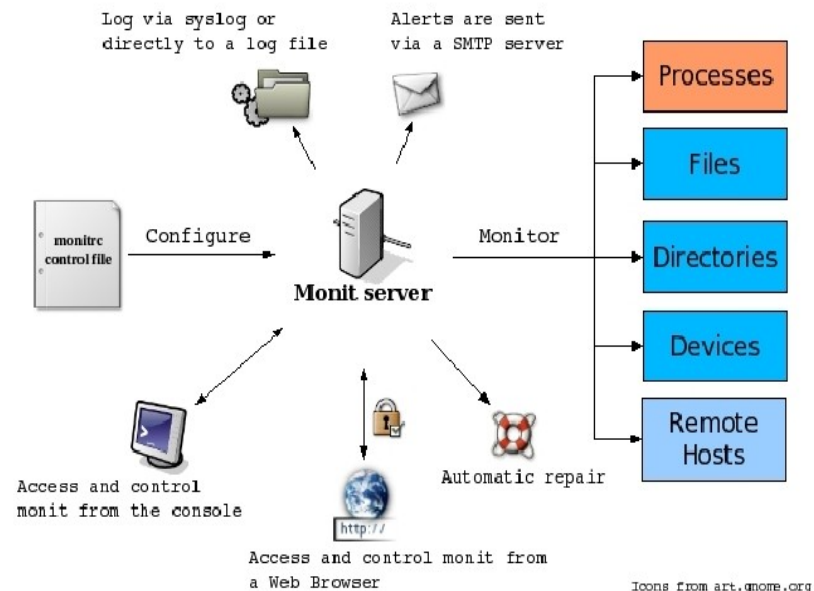 Log via syslog or
directly to a log file
Alerts are sent
via a SMTP server
Processes
Files
Directories
Devices
Remote
Hosts
monitrc
control file
Configure
Monit server
Monitor
Access and control
monit from the console
http://
Access and control monit from
a Web Browser
Automatic repair
Icons from art.gnome.org